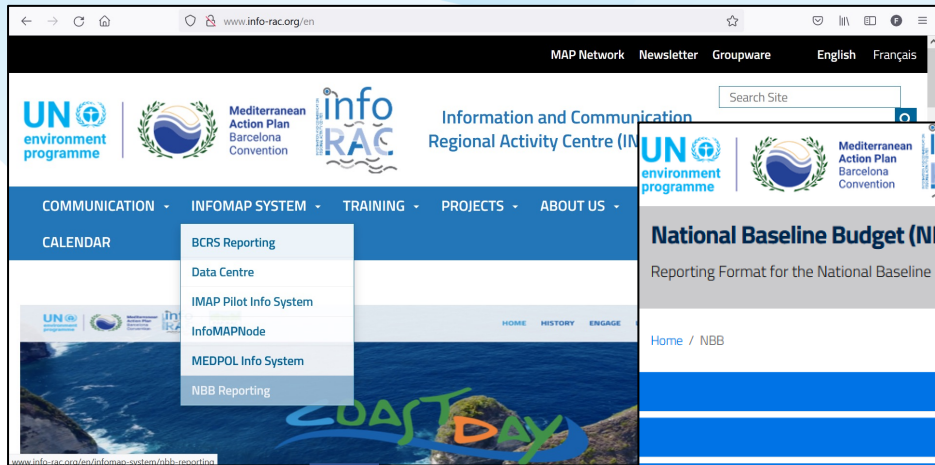 www.info-rac.org/en
MAP Network Newsletter Groupware English Français
Search Site
UN
environment
programme
Mediterranean
Action Plan
Barcelona
Convention
info
RAC
Information and Communication
Regional Activity Centre (IN
COMMUNICATION INFOMAP SYSTEM TRAINING PROJECTS ABOUT US
CALENDAR
BCRS Reporting
Data Centre
IMAP Pilot Info System
InfoMAPNode
MEDPOL Info System
NBB Reporting
UN
HOME HISTORY ENGAGE
COAST DAY
www.info-rac.org/en/infomap-system/nbb-reporting
UN
environment
programme
Mediterranean
Action Plan
Barcelona
Convention
National Baseline Budget (N
Reporting Format for the National Baseline
Home / NBB